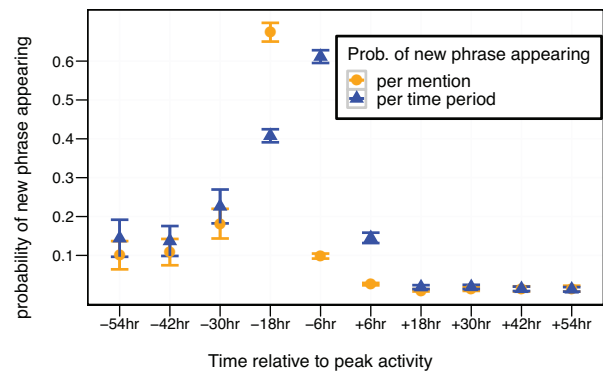 probability of new phrase appearing
0.6
0.5
0.4
0.3
0.2
0.1
Prob. of new phrase appearing
per mention
per time period
−54hr −42hr −30hr −18hr −6hr +6hr +18hr +30hr +42hr +54hr
Time relative to peak activity